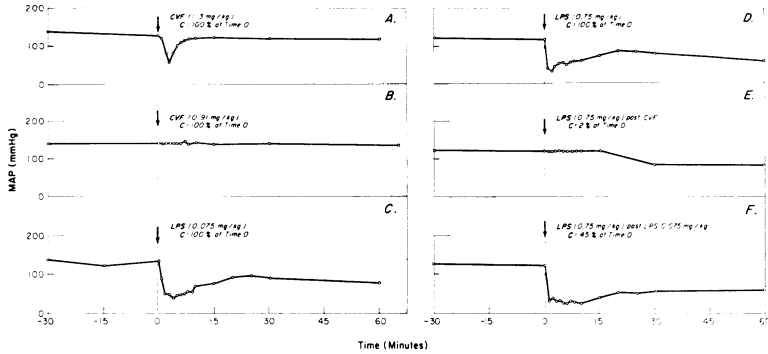 CVF (1.3 mg/kg)
C=100% at Time 0
A.
200
100
0
CVF (0.91 mg/kg)
C=100% at Time 0
B.
200
100
0
LPS (0.075 mg/kg)
C=100% at Time 0
C.
200
100
0
-30
-15
0
15
30
45
60
LPS (0.75 mg/kg)
C=100% at Time 0
D.
200
100
0
LPS (0.75 mg/kg) post CVF
C=2% at Time 0
E.
200
100
0
LPS (0.75 mg/kg) post LPS 0.075 mg/kg
C=45% at Time 0
F.
200
100
0
-30
-15
0
15
30
45
60
MAP (mmHg)
Time (Minutes)